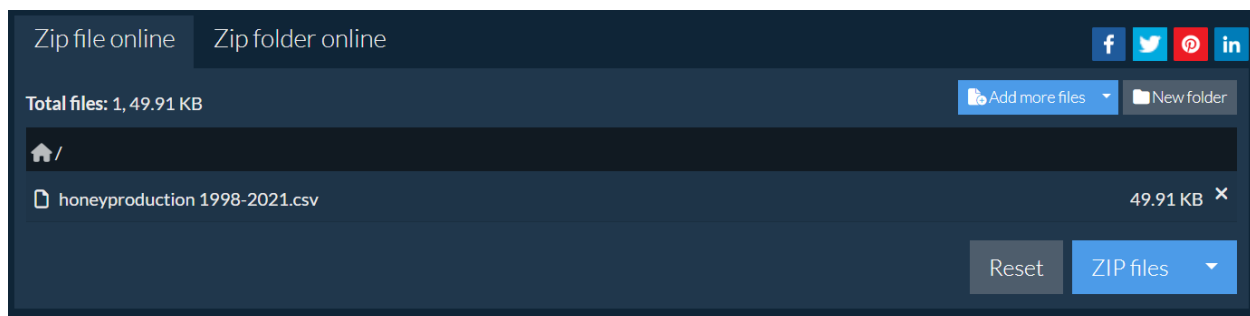 Zip file online Zip folder online
Total files: 1, 49.91 KB Add more files New folder
/
honeyproduction 1998-2021.csv 49.91 KB ×
Reset ZIP files